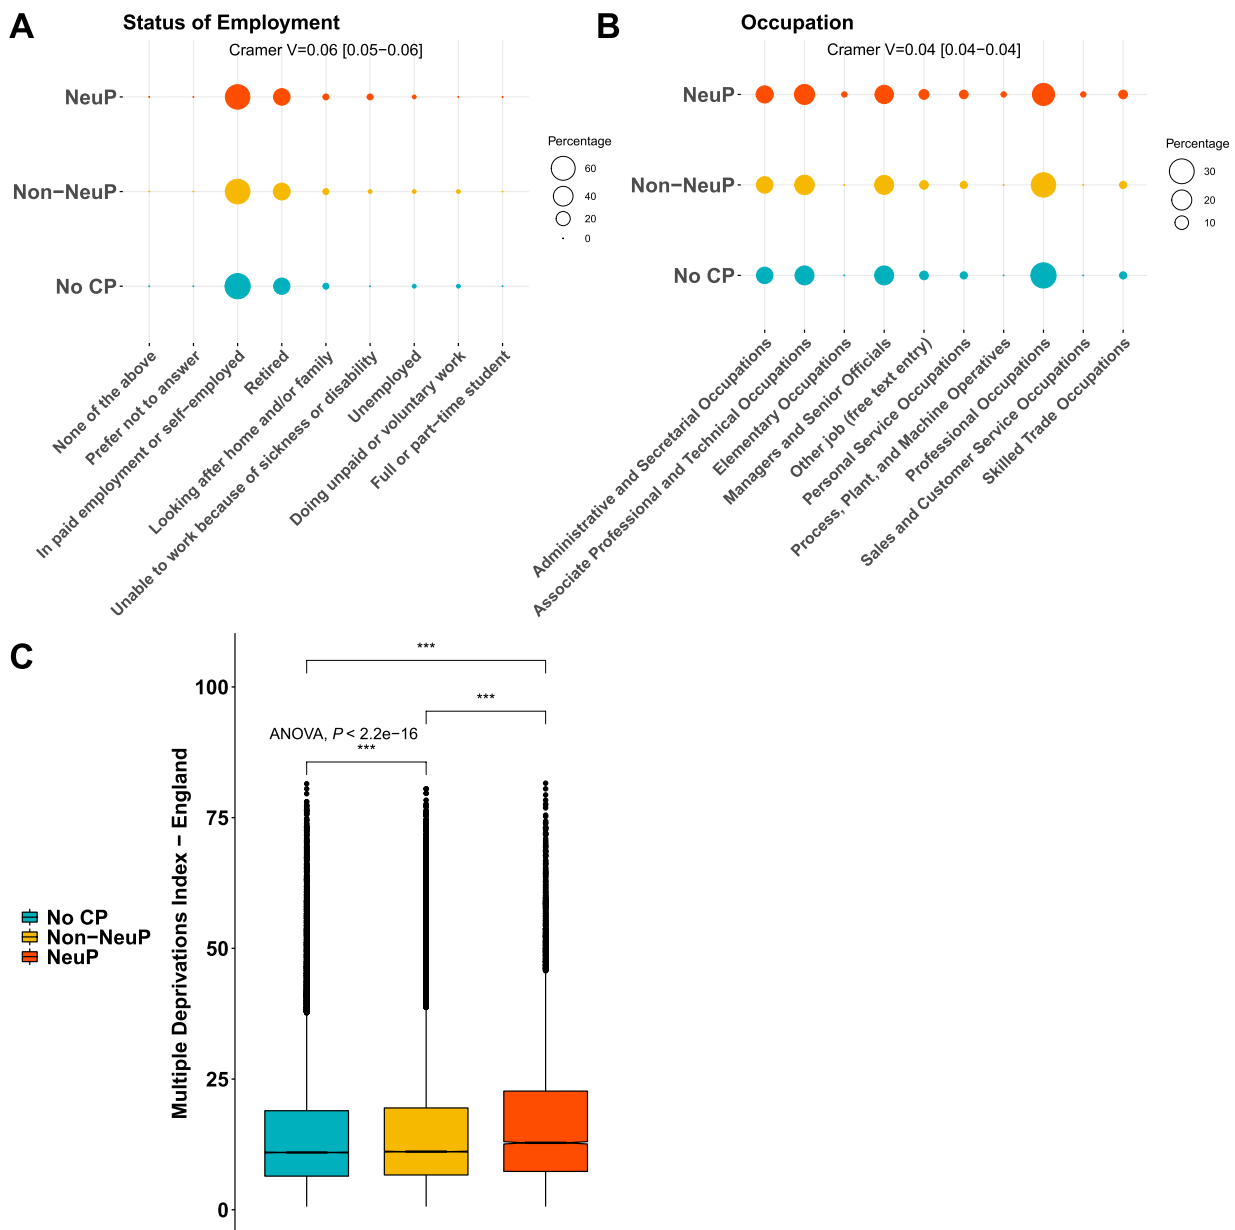 A
Status of Employment
Cramer V=0.06 [0.05−0.06]
NeuP
Non−NeuP
No CP
None of the above
Prefer not to answer
In paid employment or self−employed
Retired
Looking after home and/or family
Unable to work because of sickness or disability
Unemployed
Doing unpaid or voluntary work
Full or part−time student
Percentage
60
40
20
0
B
Occupation
Cramer V=0.04 [0.04−0.04]
NeuP
Non−NeuP
No CP
Administrative and Secretarial Occupations
Associate Professional and Technical Occupations
Elementary Occupations
Managers and Senior Officials
Other job (free text entry)
Personal Service Occupations
Process, Plant, and Machine Operatives
Professional Occupations
Sales and Customer Service Occupations
Skilled Trade Occupations
Percentage
30
20
10
C
No CP
Non−NeuP
NeuP
Multiple Deprivations Index − England
100
75
50
25
0
***
***
ANOVA, P < 2.2e−16
***